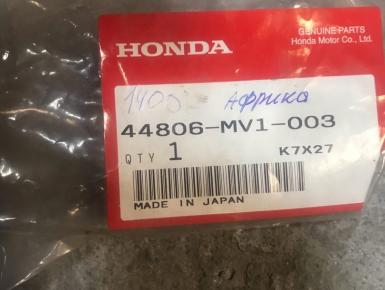 HONDA
GENUINE PARTS
Honda Motor Co., Ltd.
1400 Африка
44806-MV1-003
QTY 1 K7X27
MADE IN JAPAN